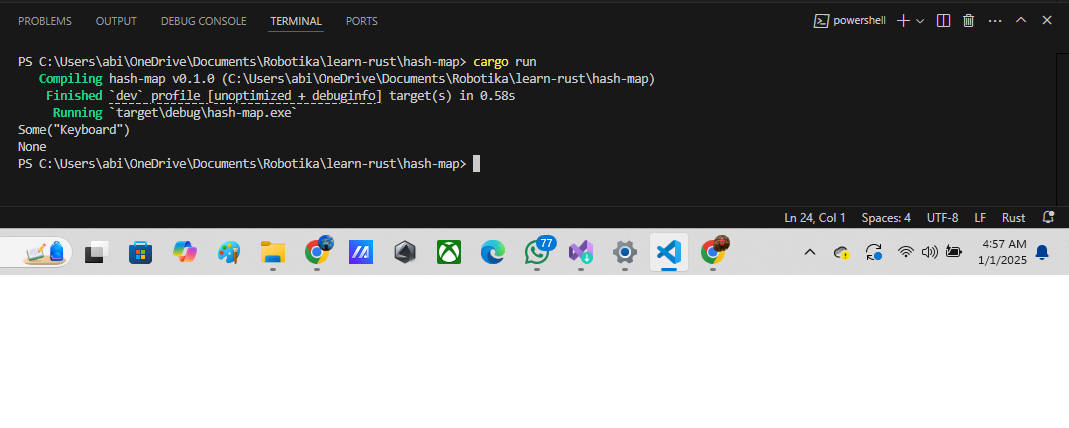 PROBLEMS OUTPUT DEBUG CONSOLE TERMINAL PORTS powershell
PS C:\Users\abi\OneDrive\Documents\Robotika\learn-rust\hash-map> cargo run
Compiling hash-map v0.1.0 (C:\Users\abi\OneDrive\Documents\Robotika\learn-rust\hash-map)
Finished `dev` profile [unoptimized + debuginfo] target(s) in 0.58s
Running `target\debug\hash-map.exe`
Some("Keyboard")
None
PS C:\Users\abi\OneDrive\Documents\Robotika\learn-rust\hash-map>
Ln 24, Col 1 Spaces: 4 UTF-8 LF Rust
77
4:57 AM
1/1/2025